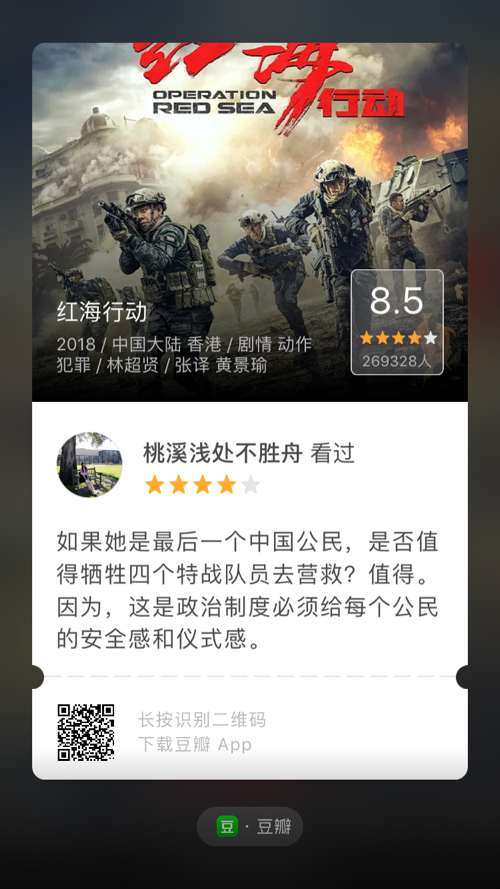 红海行动
OPERATION
RED SEA
红海行动
8.5
2018 / 中国大陆 香港 / 剧情 动作
犯罪 / 林超贤 / 张译 黄景瑜
269328人
桃溪浅处不胜舟 看过
如果她是最后一个中国公民，是否值
得牺牲四个特战队员去营救？值得。
因为，这是政治制度必须给每个公民
的安全感和仪式感。
长按识别二维码
下载豆瓣 App
豆 · 豆瓣